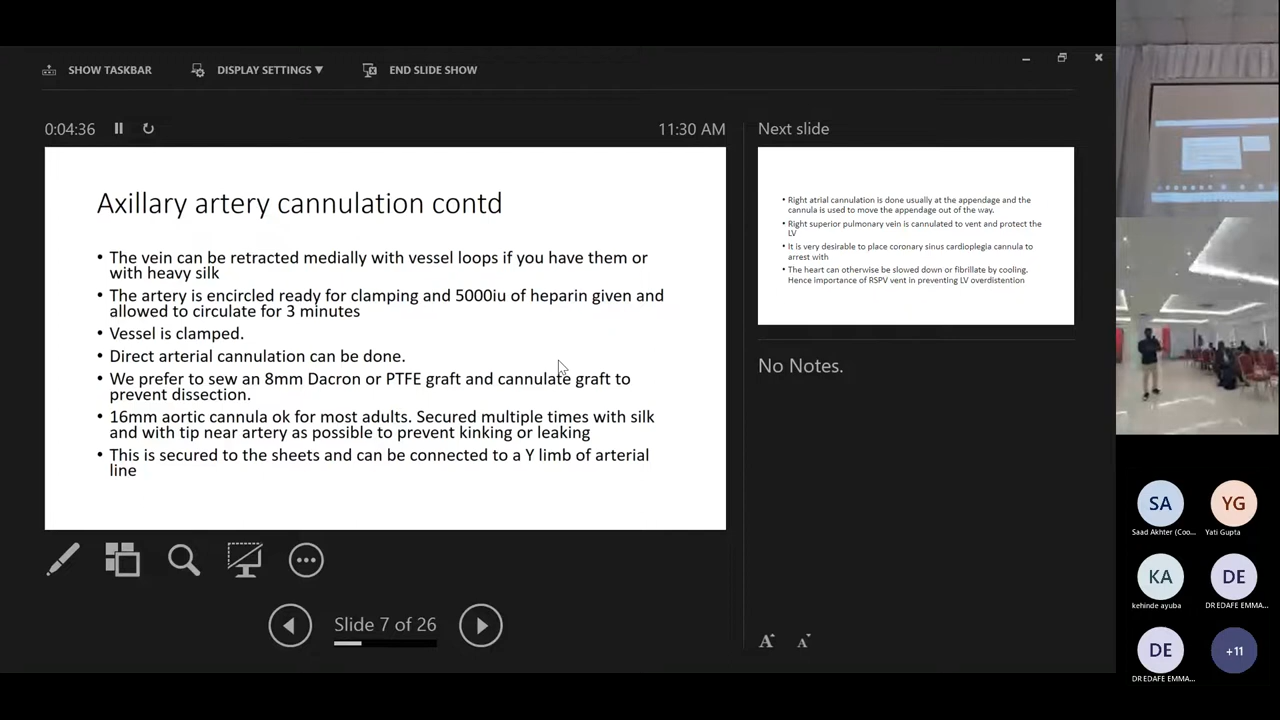 SHOW TASKBAR
DISPLAY SETTINGS ▼
END SLIDE SHOW
0:04:36
11:30 AM
Axillary artery cannulation contd
• The vein can be retracted medially with vessel loops if you have them or
with heavy silk
• The artery is encircled ready for clamping and 5000iu of heparin given and
allowed to circulate for 3 minutes
• Vessel is clamped.
• Direct arterial cannulation can be done.
• We prefer to sew an 8mm Dacron or PTFE graft and cannulate graft to
prevent dissection.
• 16mm aortic cannula ok for most adults. Secured multiple times with silk
and with tip near artery as possible to prevent kinking or leaking
• This is secured to the sheets and can be connected to a Y limb of arterial
line
Slide 7 of 26
Next slide
• Right atrial cannulation is done usually at the appendage and the
cannula is used to move the appendage out of the way.
• Right superior pulmonary vein is cannulated to vent and protect the
LV
• It is very desirable to place coronary sinus cardioplegia cannula to
arrest with
• The heart can otherwise be slowed down or fibrillate by cooling.
Hence importance of RSPV vent in preventing LV overdistention
No Notes.
A A
SA
Saad Akhter (Coo...
YG
Yati Gupta
KA
kehinde ayuba
DE
DR EDAFE EMMA...
DE
DR EDAFE EMMA...
+11